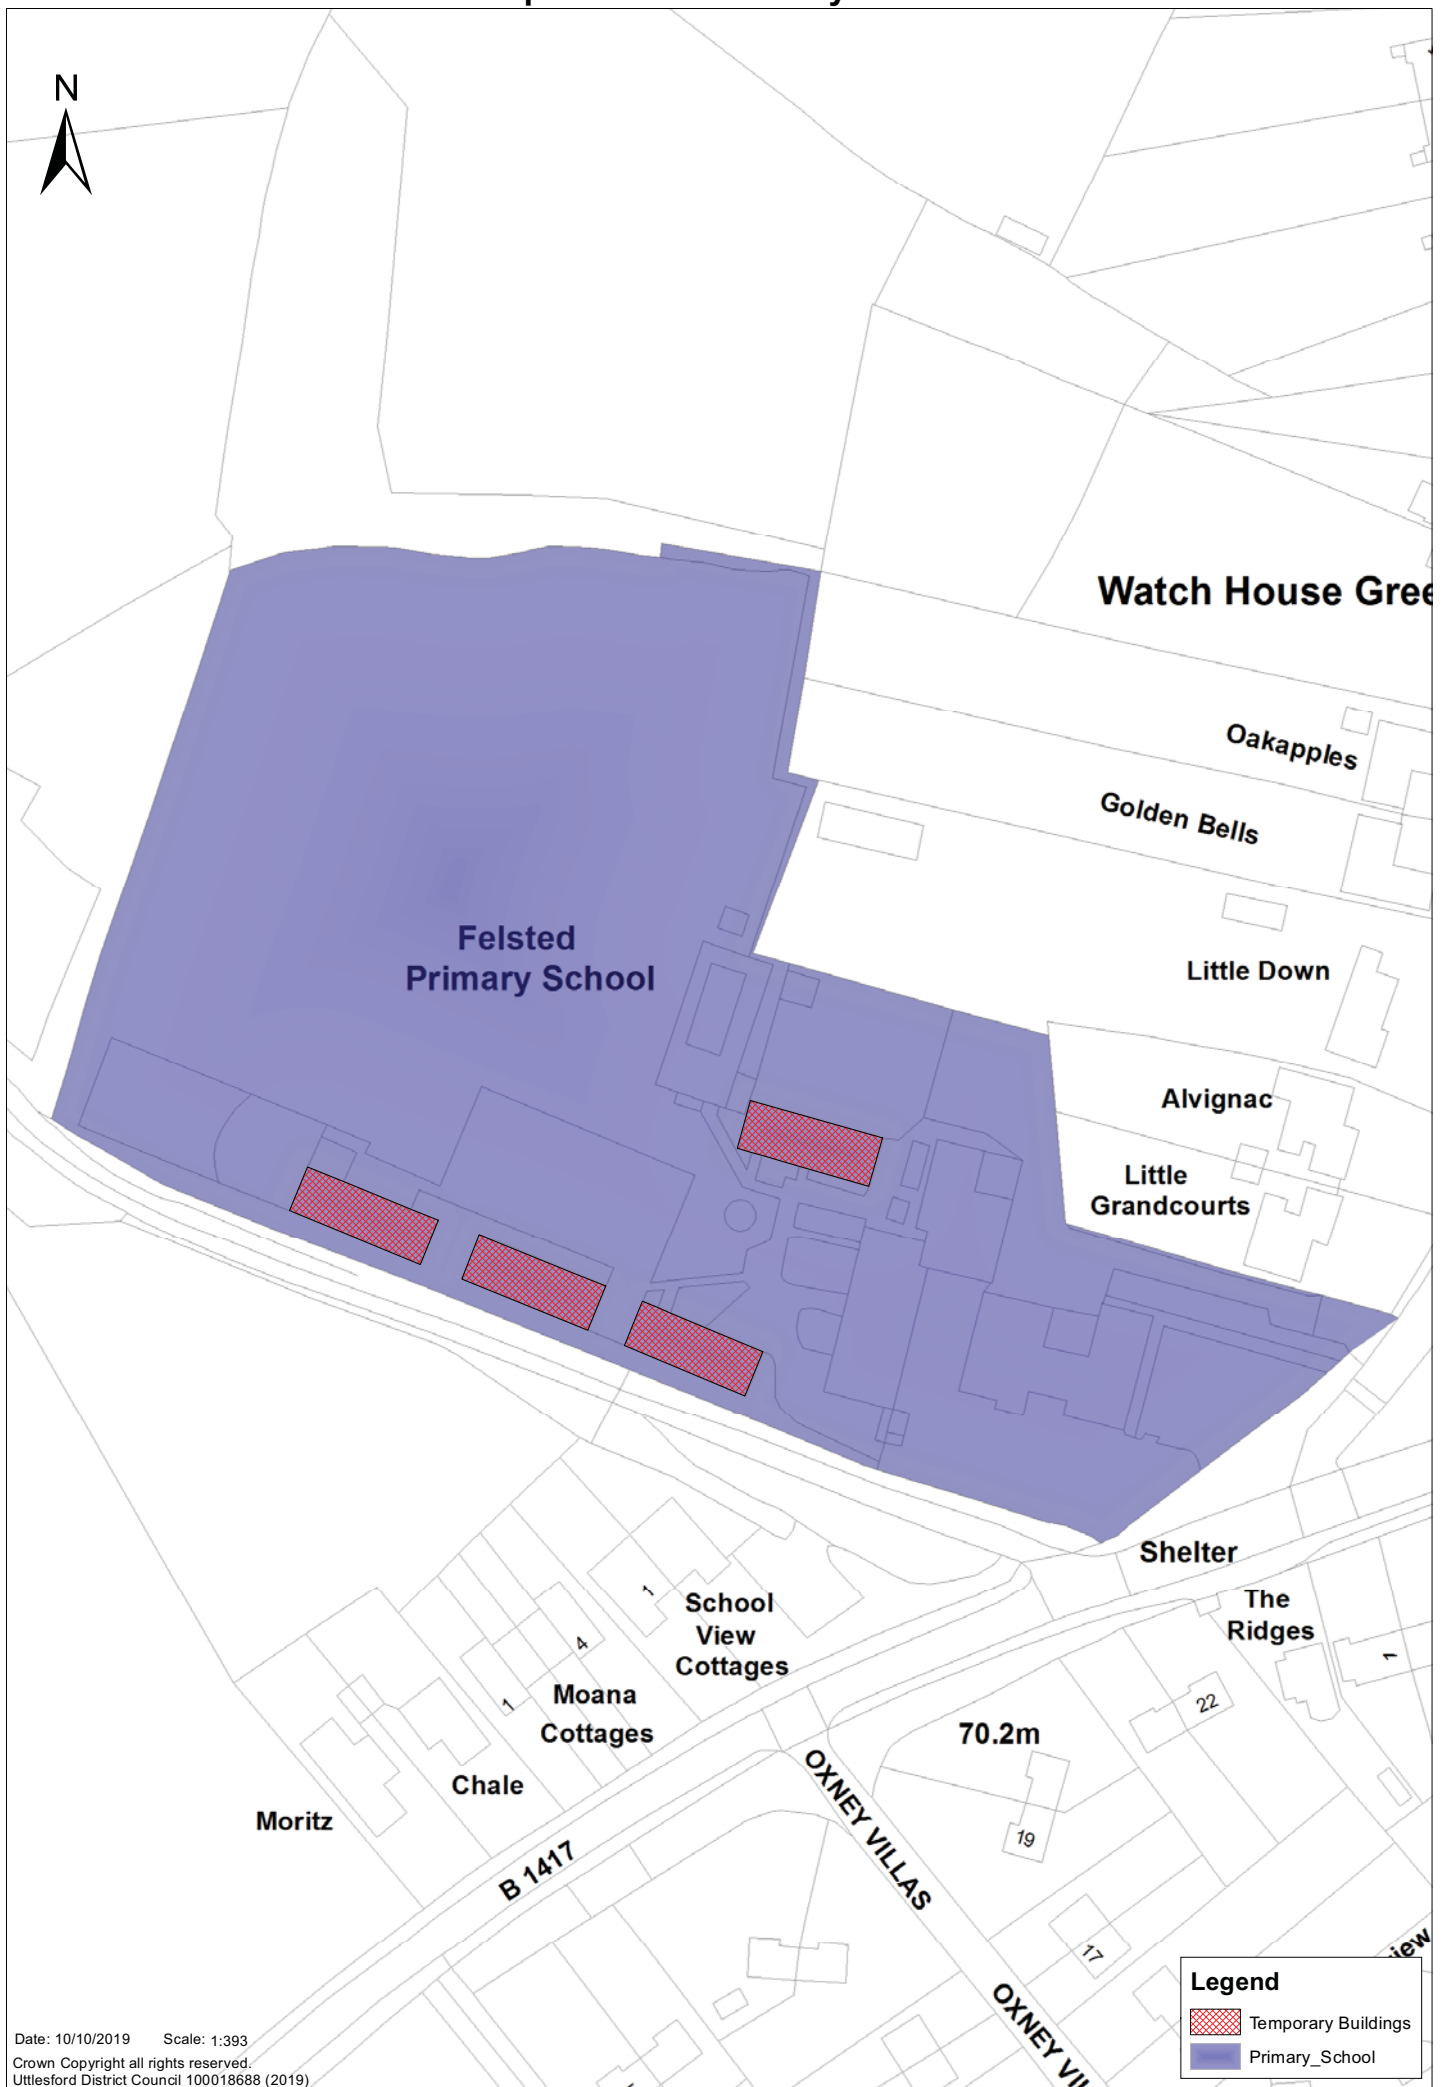 N
Watch House Gree
Oakapples
Golden Bells
Felsted
Primary School
Little Down
Alvignac
Little
Grandcourts
Shelter
The
Ridges
1
1
School
View
Cottages
4
1
Moana
Cottages
22
70.2m
Chale
Moritz
OXNEY VILLAS
19
B 1417
17
iew
OXNEY VIL
Legend
Temporary Buildings
Primary_School
Date: 10/10/2019 Scale: 1:393
Crown Copyright all rights reserved.
Uttlesford District Council 100018688 (2019)